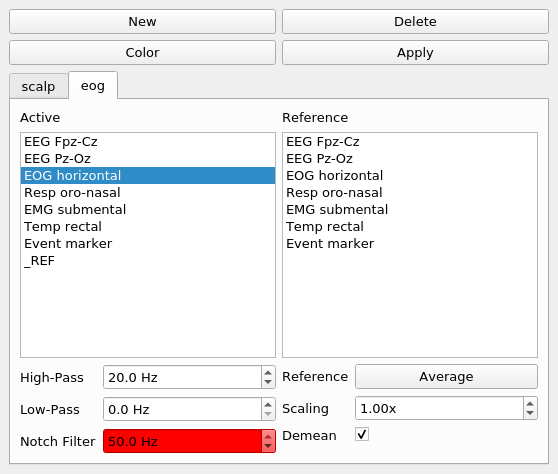 New Delete
Color Apply
scalp eog
Active Reference
EEG Fpz-Cz EEG Fpz-Cz
EEG Pz-Oz EEG Pz-Oz
EOG horizontal EOG horizontal
Resp oro-nasal Resp oro-nasal
EMG submental EMG submental
Temp rectal Temp rectal
Event marker Event marker
_REF
High-Pass 20.0 Hz Reference Average
Low-Pass 0.0 Hz Scaling 1.00x
Notch Filter 50.0 Hz Demean